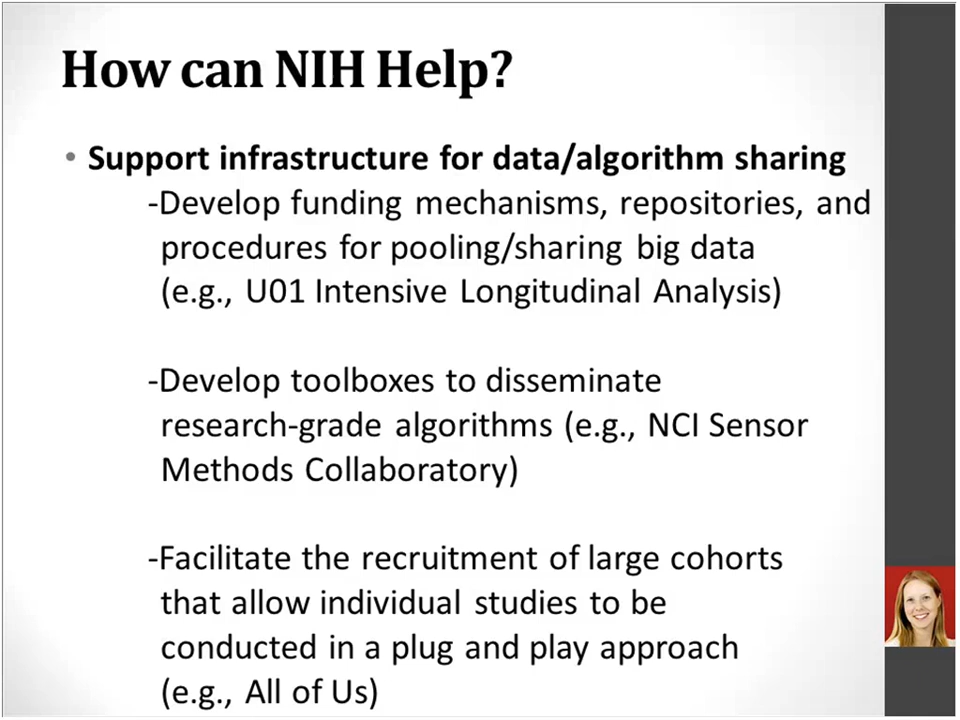 How can NIH Help?
• Support infrastructure for data/algorithm sharing
-Develop funding mechanisms, repositories, and
procedures for pooling/sharing big data
(e.g., U01 Intensive Longitudinal Analysis)
-Develop toolboxes to disseminate
research-grade algorithms (e.g., NCI Sensor
Methods Collaboratory)
-Facilitate the recruitment of large cohorts
that allow individual studies to be
conducted in a plug and play approach
(e.g., All of Us)